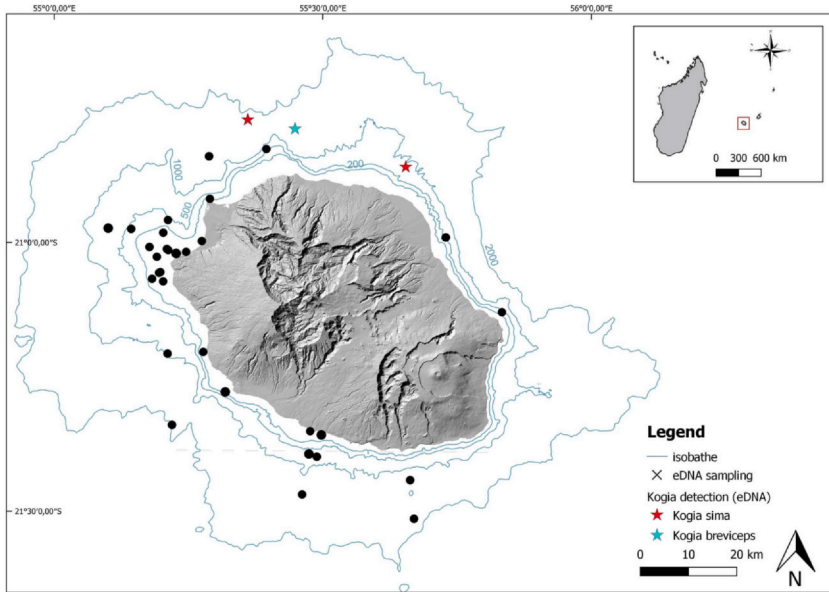 55°0'0,00"E
55°30'0,00"E
56°0'0,00"E
0 300 600 km
200
1000
500
2000
21°0'0,00"S
21°30'0,00"S
Legend
isobathe
eDNA sampling
Kogia detection (eDNA)
Kogia sima
Kogia breviceps
0 10 20 km
N